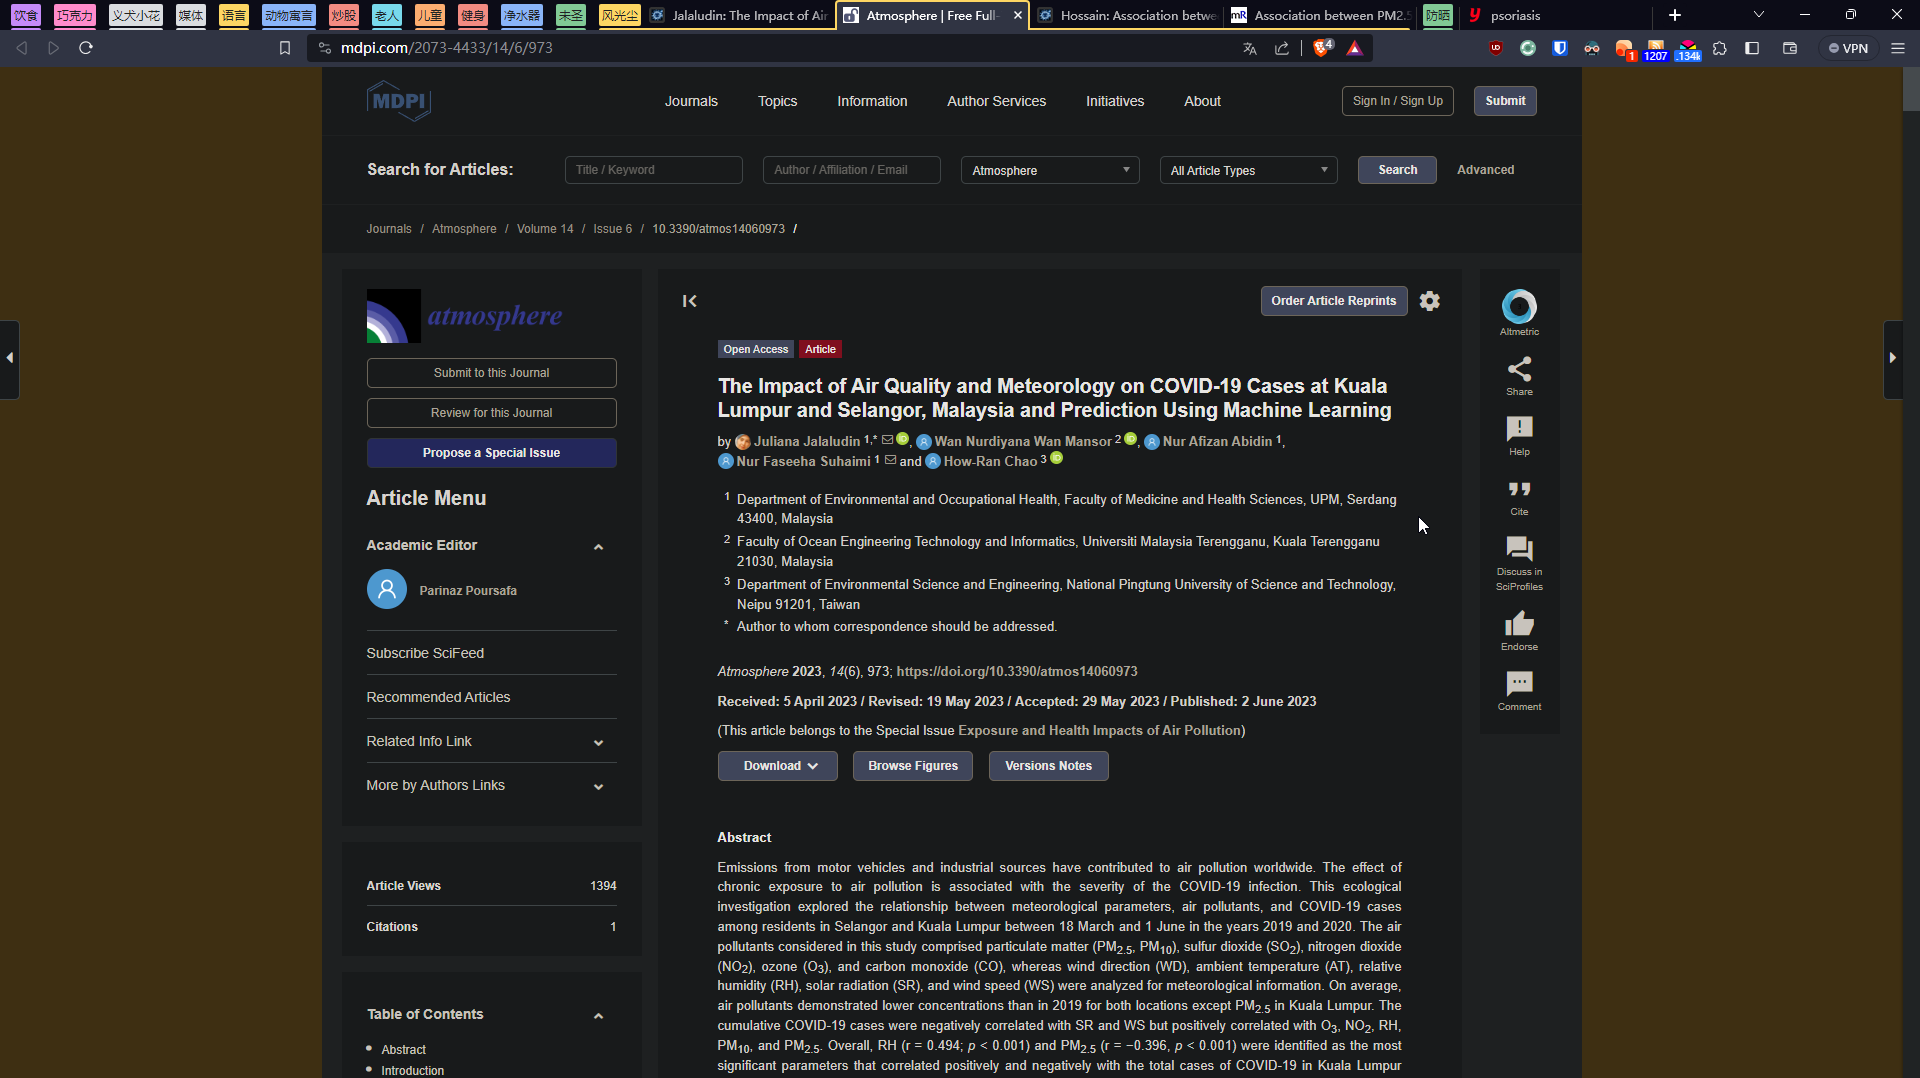 饮食
巧克力
义犬小花
媒体
语言
动物寓言
炒股
老人
儿童
健身
净水器
未圣
风光尘
Jalaludin: The Impact of Air
Atmosphere | Free Full-
Hossain: Association betwe
mR Association between PM2.5
防晒
psoriasis
mdpi.com/2073-4433/14/6/973
4
1
1207
134k
VPN
MDPI
Journals
Topics
Information
Author Services
Initiatives
About
Sign In / Sign Up
Submit
Search for Articles:
Title / Keyword
Author / Affiliation / Email
Atmosphere
All Article Types
Search
Advanced
Journals / Atmosphere / Volume 14 / Issue 6 / 10.3390/atmos14060973 /
atmosphere
Submit to this Journal
Review for this Journal
Propose a Special Issue
Article Menu
Academic Editor
Parinaz Poursafa
Subscribe SciFeed
Recommended Articles
Related Info Link
More by Authors Links
Article Views 1394
Citations 1
Table of Contents
Abstract
Introduction
Order Article Reprints
Open Access Article
The Impact of Air Quality and Meteorology on COVID-19 Cases at Kuala
Lumpur and Selangor, Malaysia and Prediction Using Machine Learning
by Juliana Jalaludin 1,* , Wan Nurdiyana Wan Mansor 2 , Nur Afizan Abidin 1,
Nur Faseeha Suhaimi 1 and How-Ran Chao 3
1 Department of Environmental and Occupational Health, Faculty of Medicine and Health Sciences, UPM, Serdang
43400, Malaysia
2 Faculty of Ocean Engineering Technology and Informatics, Universiti Malaysia Terengganu, Kuala Terengganu
21030, Malaysia
3 Department of Environmental Science and Engineering, National Pingtung University of Science and Technology,
Neipu 91201, Taiwan
* Author to whom correspondence should be addressed.
Atmosphere 2023, 14(6), 973; https://doi.org/10.3390/atmos14060973
Received: 5 April 2023 / Revised: 19 May 2023 / Accepted: 29 May 2023 / Published: 2 June 2023
(This article belongs to the Special Issue Exposure and Health Impacts of Air Pollution)
Download
Browse Figures
Versions Notes
Abstract
Emissions from motor vehicles and industrial sources have contributed to air pollution worldwide. The effect of
chronic exposure to air pollution is associated with the severity of the COVID-19 infection. This ecological
investigation explored the relationship between meteorological parameters, air pollutants, and COVID-19 cases
among residents in Selangor and Kuala Lumpur between 18 March and 1 June in the years 2019 and 2020. The air
pollutants considered in this study comprised particulate matter (PM2.5, PM10), sulfur dioxide (SO2), nitrogen dioxide
(NO2), ozone (O3), and carbon monoxide (CO), whereas wind direction (WD), ambient temperature (AT), relative
humidity (RH), solar radiation (SR), and wind speed (WS) were analyzed for meteorological information. On average,
air pollutants demonstrated lower concentrations than in 2019 for both locations except PM2.5 in Kuala Lumpur. The
cumulative COVID-19 cases were negatively correlated with SR and WS but positively correlated with O3, NO2, RH,
PM10, and PM2.5. Overall, RH (r = 0.494; p < 0.001) and PM2.5 (r = −0.396, p < 0.001) were identified as the most
significant parameters that correlated positively and negatively with the total cases of COVID-19 in Kuala Lumpur
Altmetric
Share
Help
Cite
Discuss in
SciProfiles
Endorse
Comment